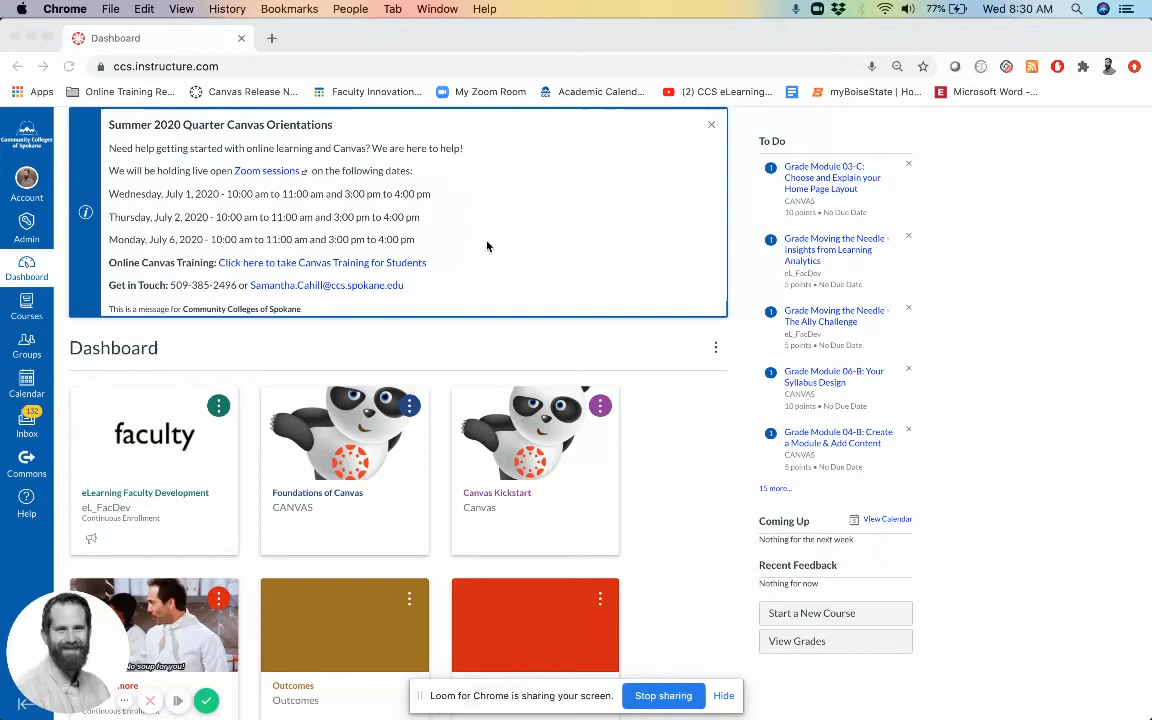 Chrome File Edit View History Bookmarks People Tab Window Help
77% Wed 8:30 AM
Dashboard
ccs.instructure.com
Apps Online Training Re... Canvas Release N... Faculty Innovation... My Zoom Room Academic Calend... (2) CCS eLearning... myBoiseState | Ho... Microsoft Word -...
Community Colleges
of Spokane
Account
Admin
Dashboard
Courses
Groups
Calendar
132
Inbox
Commons
Help
Summer 2020 Quarter Canvas Orientations
Need help getting started with online learning and Canvas? We are here to help!
We will be holding live open Zoom sessions on the following dates:
Wednesday, July 1, 2020 - 10:00 am to 11:00 am and 3:00 pm to 4:00 pm
Thursday, July 2, 2020 - 10:00 am to 11:00 am and 3:00 pm to 4:00 pm
Monday, July 6, 2020 - 10:00 am to 11:00 am and 3:00 pm to 4:00 pm
Online Canvas Training: Click here to take Canvas Training for Students
Get in Touch: 509-385-2496 or Samantha.Cahill@ccs.spokane.edu
This is a message for Community Colleges of Spokane
Dashboard
faculty
eLearning Faculty Development
eL_FacDev
Continuous Enrollment
Foundations of Canvas
CANVAS
Canvas Kickstart
Canvas
No soup for you!
more
Continuous Enrollment
Outcomes
Outcomes
To Do
1 Grade Module 03-C:
Choose and Explain your
Home Page Layout
CANVAS
10 points • No Due Date
1 Grade Moving the Needle -
Insights from Learning
Analytics
eL_FacDev
5 points • No Due Date
1 Grade Moving the Needle -
The Ally Challenge
eL_FacDev
5 points • No Due Date
1 Grade Module 06-B: Your
Syllabus Design
CANVAS
10 points • No Due Date
1 Grade Module 04-B: Create
a Module & Add Content
CANVAS
5 points • No Due Date
15 more...
Coming Up View Calendar
Nothing for the next week
Recent Feedback
Nothing for now
Start a New Course
View Grades
Loom for Chrome is sharing your screen. Stop sharing Hide